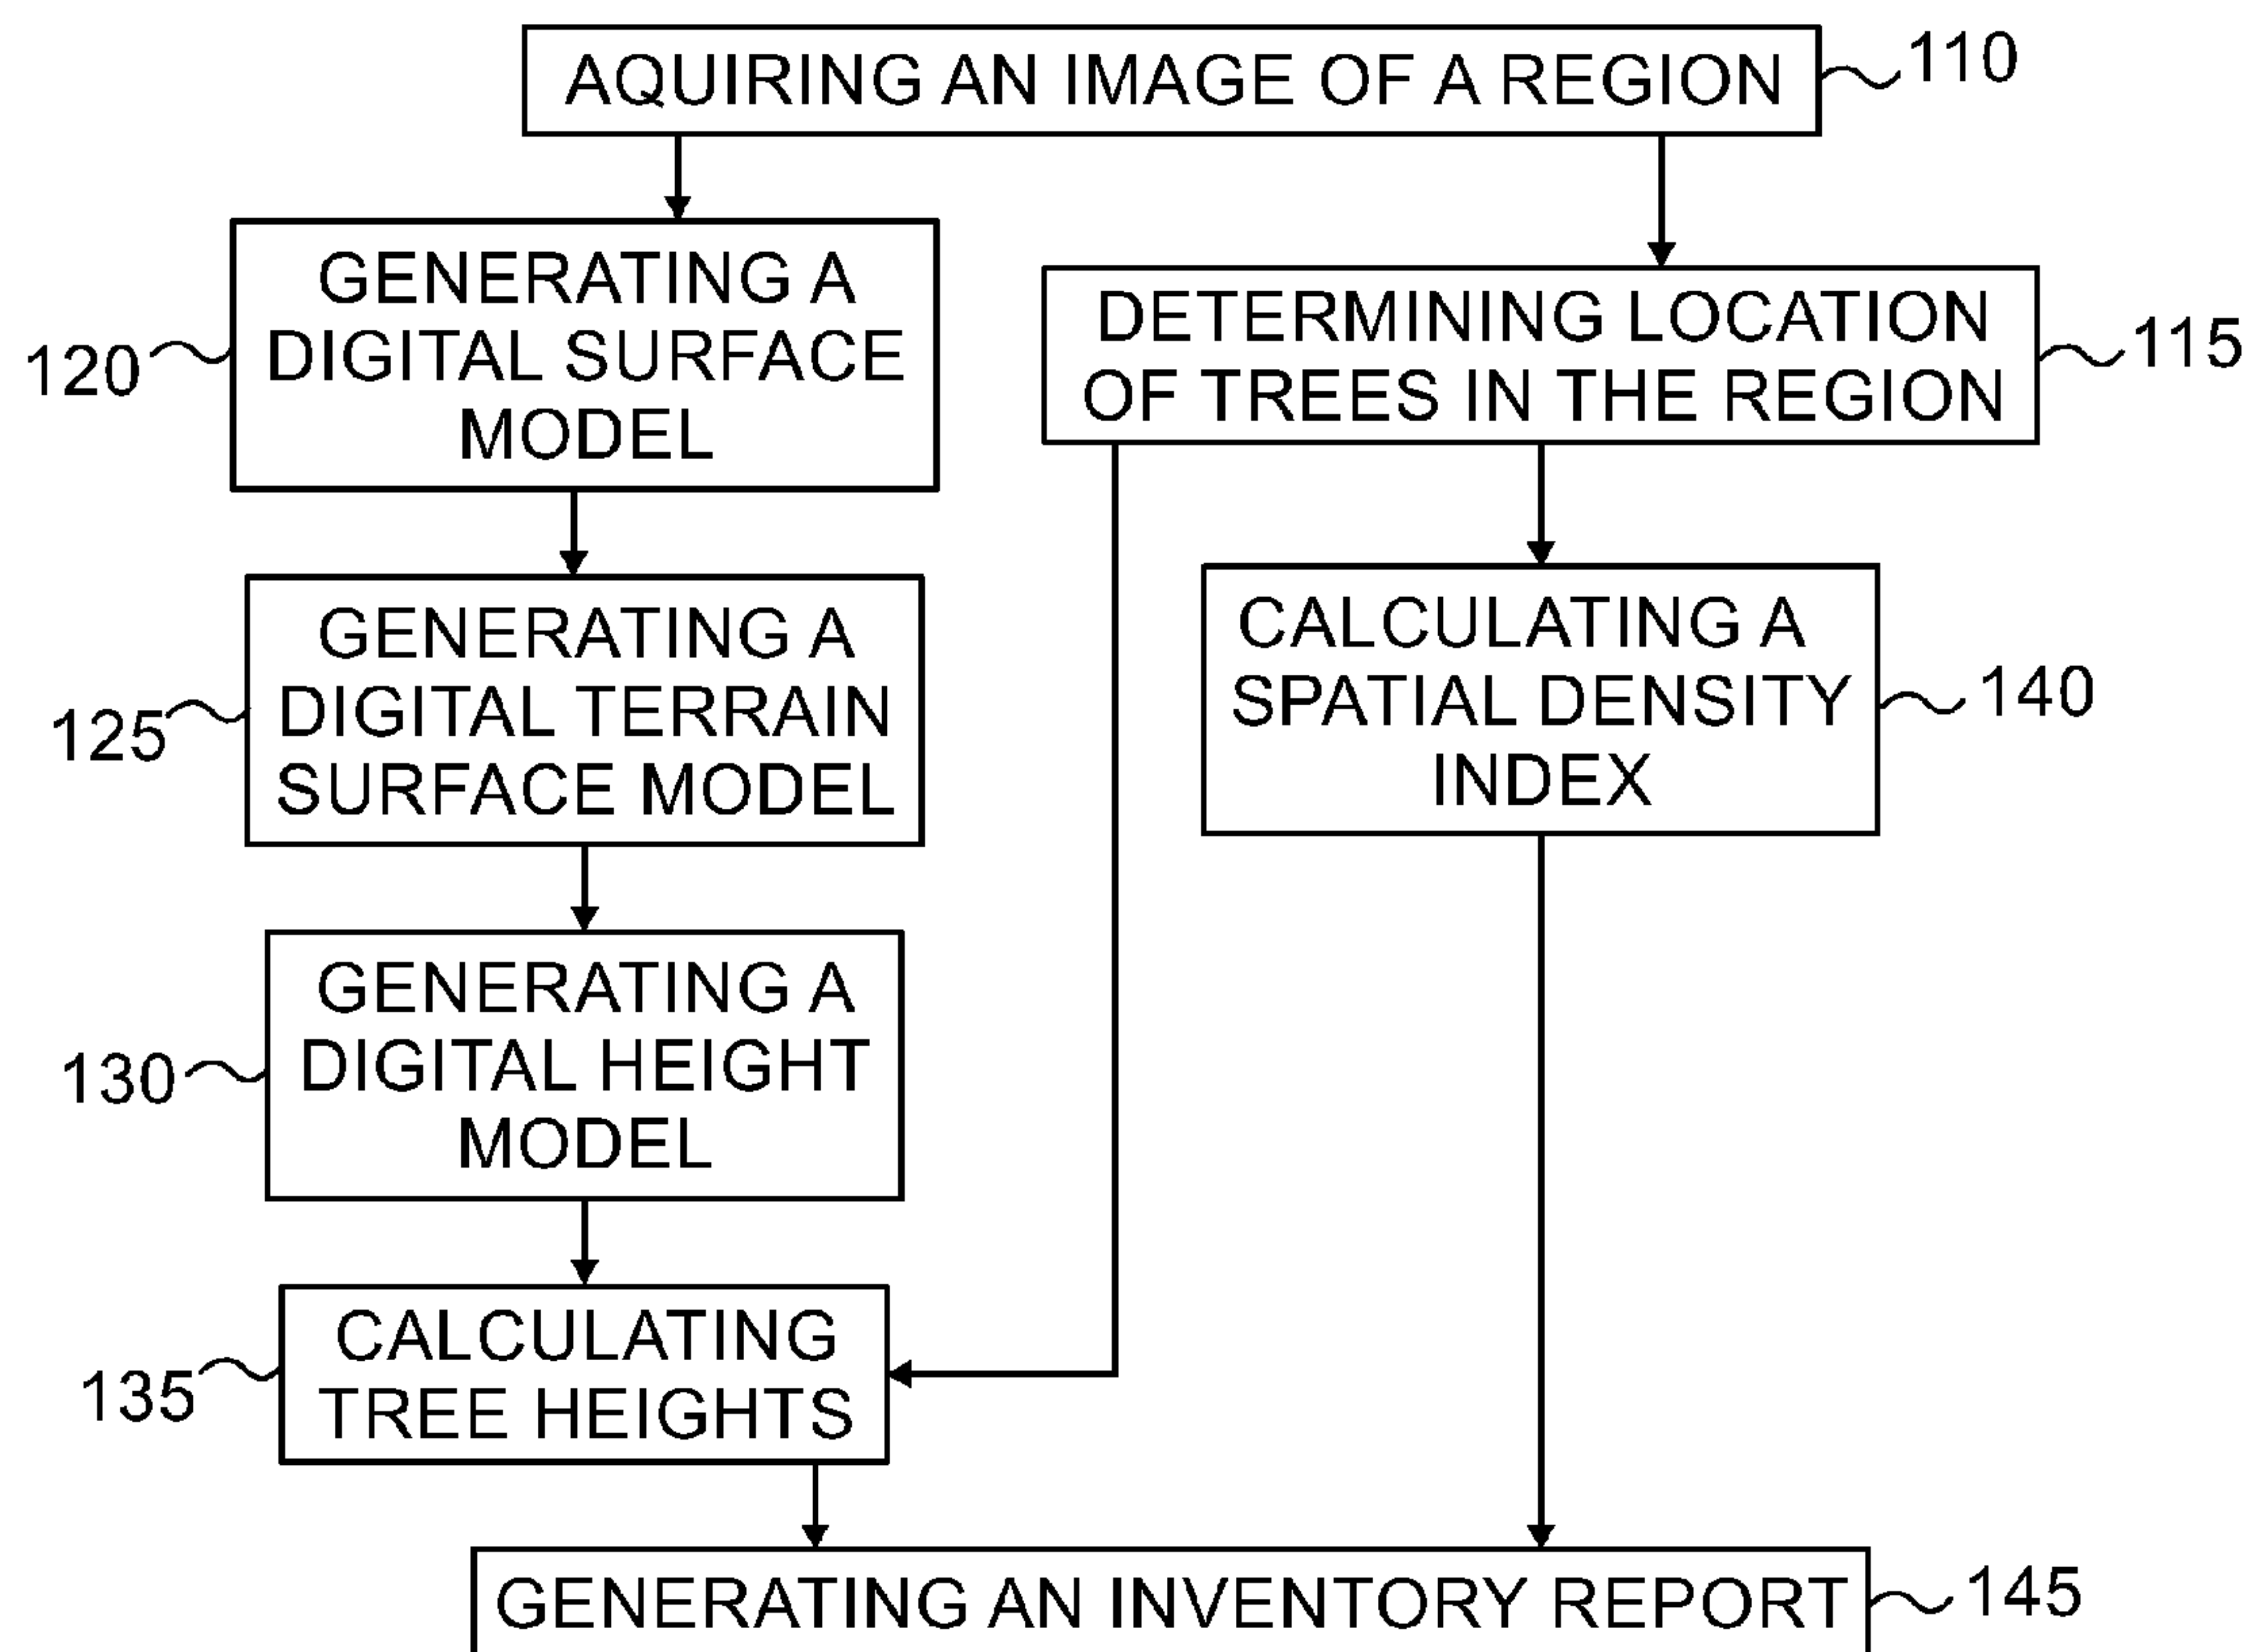 AQUIRING AN IMAGE OF A REGION
110
GENERATING A
DIGITAL SURFACE
MODEL
120
DETERMINING LOCATION
OF TREES IN THE REGION
115
GENERATING A
DIGITAL TERRAIN
SURFACE MODEL
125
CALCULATING A
SPATIAL DENSITY
INDEX
140
GENERATING A
DIGITAL HEIGHT
MODEL
130
CALCULATING
TREE HEIGHTS
135
GENERATING AN INVENTORY REPORT
145